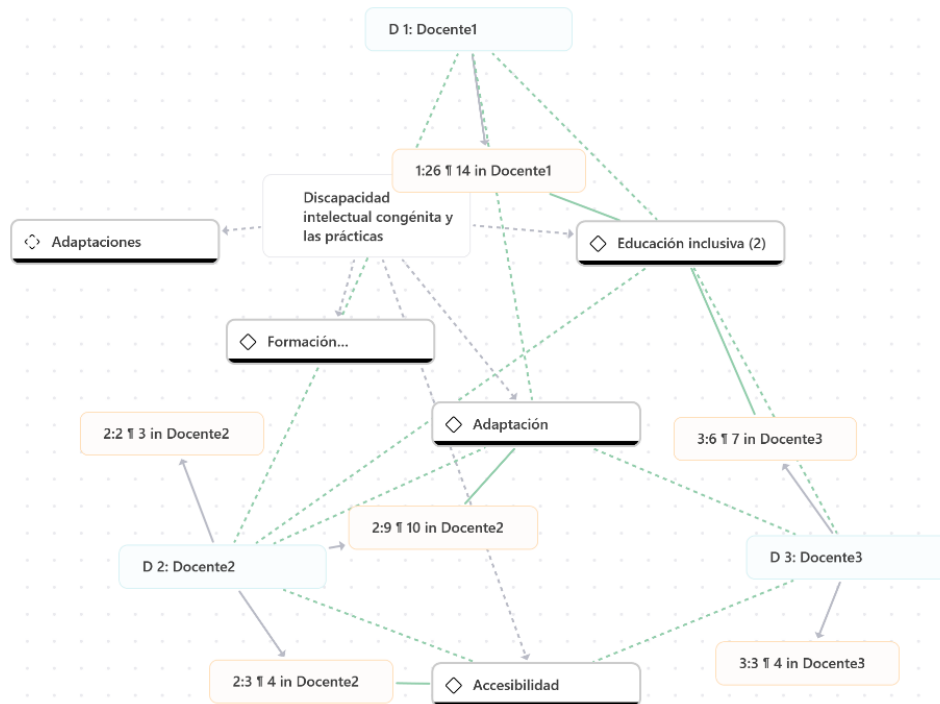 D 1: Docente1
1:26 ¶ 14 in Docente1
Discapacidad
intelectual congénita y
las prácticas
Adaptaciones
Educación inclusiva (2)
Formación...
Adaptación
2:2 ¶ 3 in Docente2
3:6 ¶ 7 in Docente3
2:9 ¶ 10 in Docente2
D 2: Docente2
D 3: Docente3
2:3 ¶ 4 in Docente2
Accesibilidad
3:3 ¶ 4 in Docente3